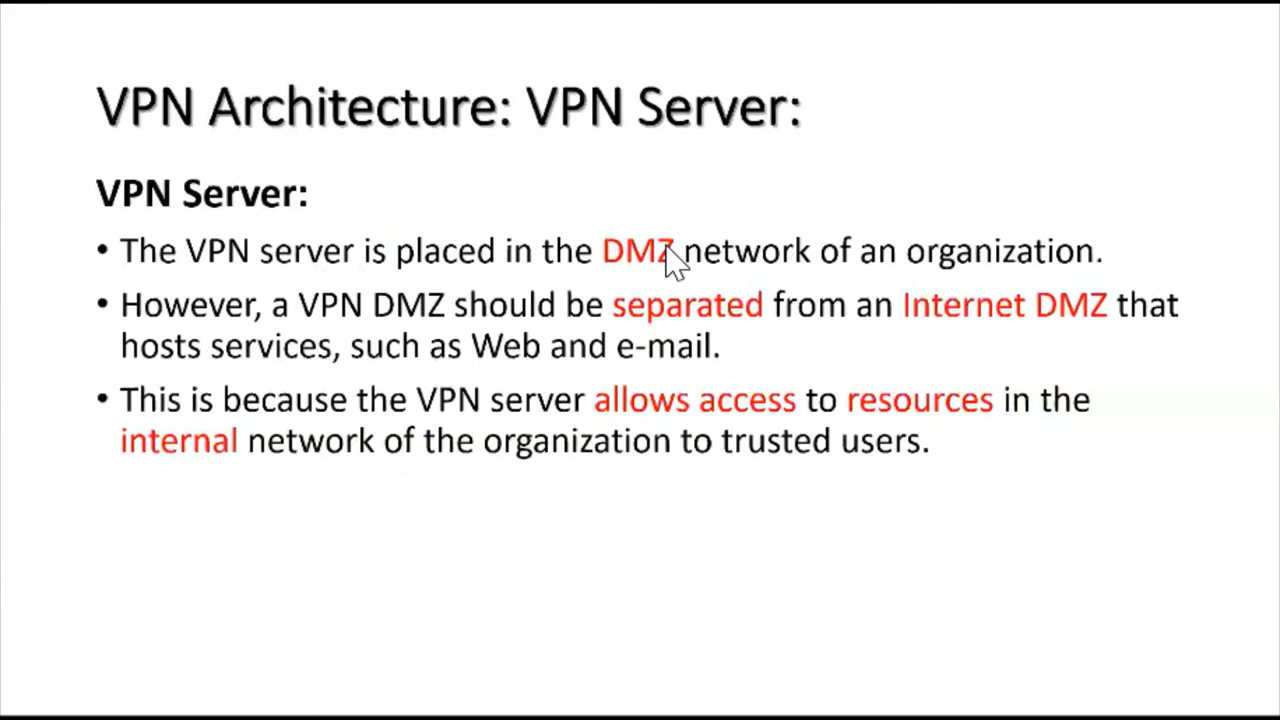 VPN Architecture: VPN Server:
VPN Server:
• The VPN server is placed in the DMZ network of an organization.
• However, a VPN DMZ should be separated from an Internet DMZ that
hosts services, such as Web and e-mail.
• This is because the VPN server allows access to resources in the
internal network of the organization to trusted users.